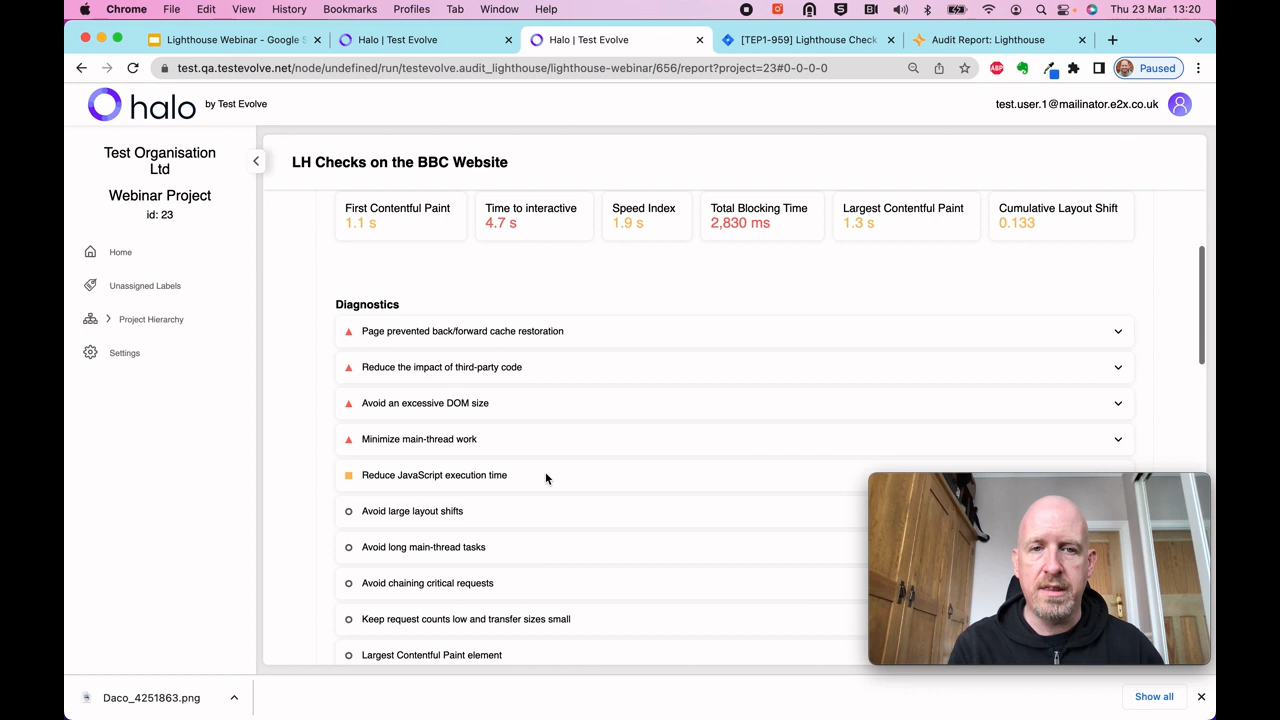 Chrome File Edit View History Bookmarks Profiles Tab Window Help Thu 23 Mar 13:20
Lighthouse Webinar - Google S Halo | Test Evolve Halo | Test Evolve [TEP1-959] Lighthouse Check Audit Report: Lighthouse
test.qa.testevolve.net/node/undefined/run/testevolve.audit_lighthouse/lighthouse-webinar/656/report?project=23#0-0-0-0 ABP Paused
halo by Test Evolve test.user.1@mailinator.e2x.co.uk
Test Organisation
Ltd
Webinar Project
id: 23
Home
Unassigned Labels
Project Hierarchy
Settings
LH Checks on the BBC Website
First Contentful Paint Time to interactive Speed Index Total Blocking Time Largest Contentful Paint Cumulative Layout Shift
1.1 s 4.7 s 1.9 s 2,830 ms 1.3 s 0.133
Diagnostics
Page prevented back/forward cache restoration
Reduce the impact of third-party code
Avoid an excessive DOM size
Minimize main-thread work
Reduce JavaScript execution time
Avoid large layout shifts
Avoid long main-thread tasks
Avoid chaining critical requests
Keep request counts low and transfer sizes small
Largest Contentful Paint element
Daco_4251863.png Show all